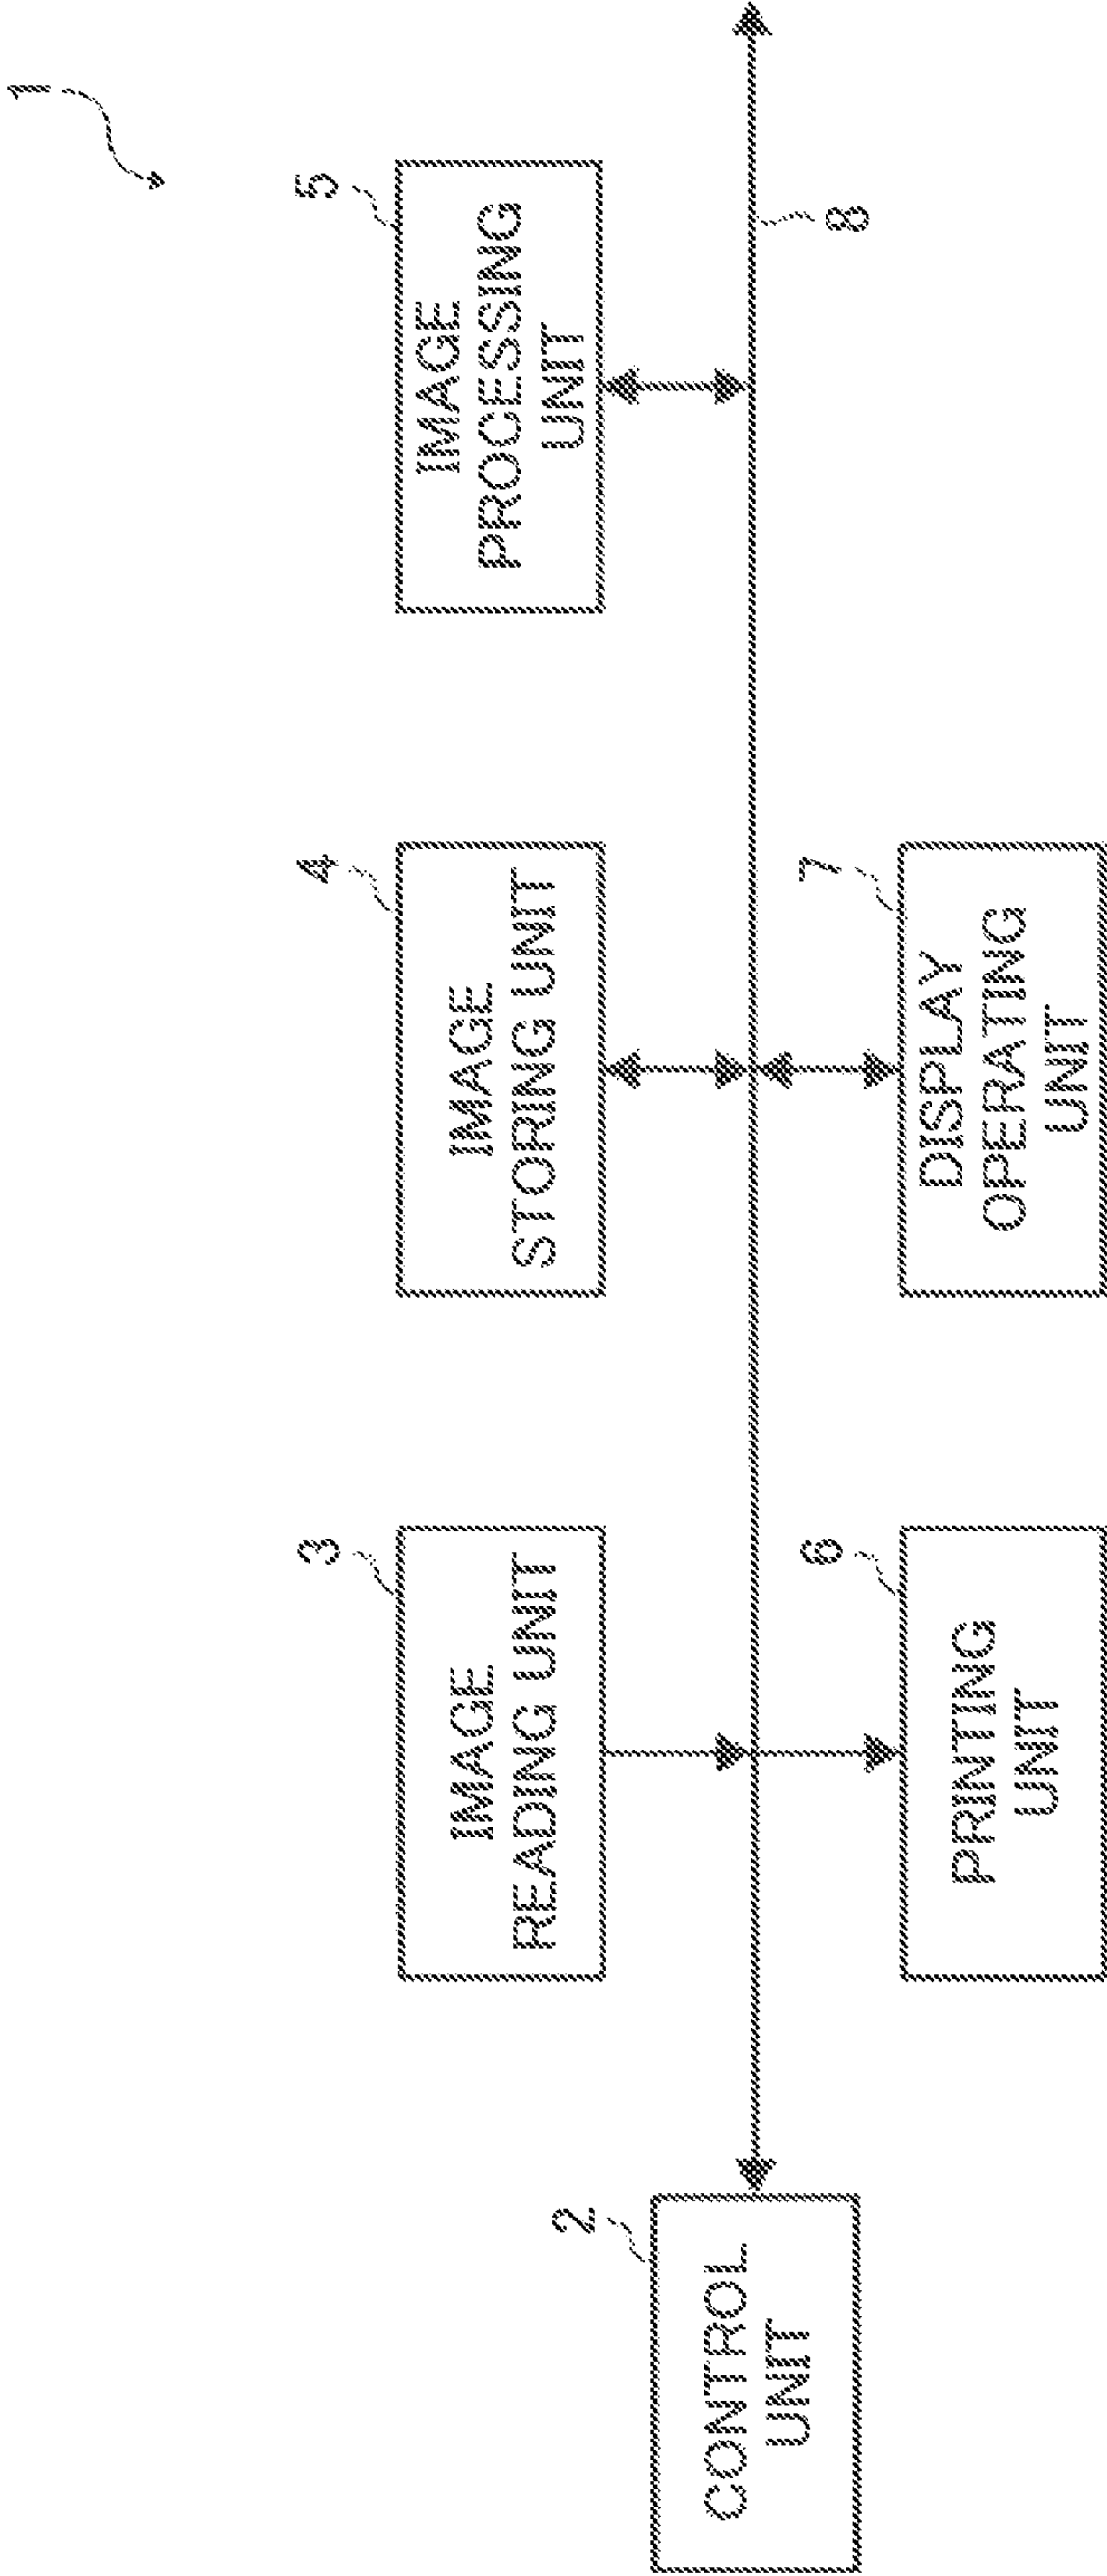 1
2
CONTROL
UNIT
3
IMAGE
READING UNIT
4
IMAGE
STORING UNIT
5
IMAGE
PROCESSING
UNIT
6
PRINTING
UNIT
7
DISPLAY
OPERATING
UNIT
8